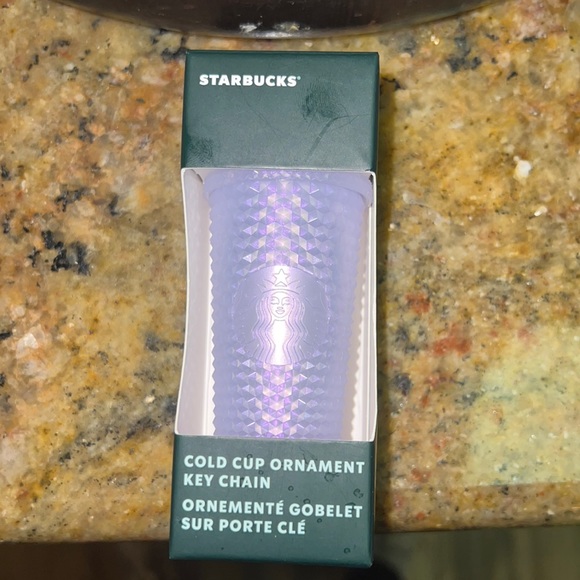 STARBUCKS®
COLD CUP ORNAMENT
KEY CHAIN
ORNEMENTÉ GOBELET
SUR PORTE CLÉ